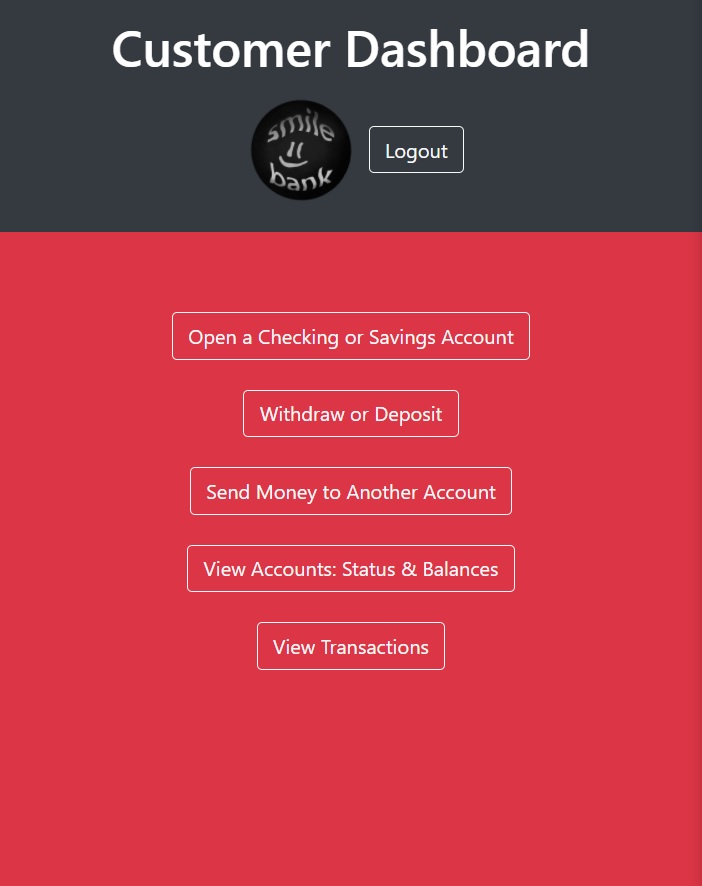 Customer Dashboard
smile
bank
Logout
Open a Checking or Savings Account
Withdraw or Deposit
Send Money to Another Account
View Accounts: Status & Balances
View Transactions